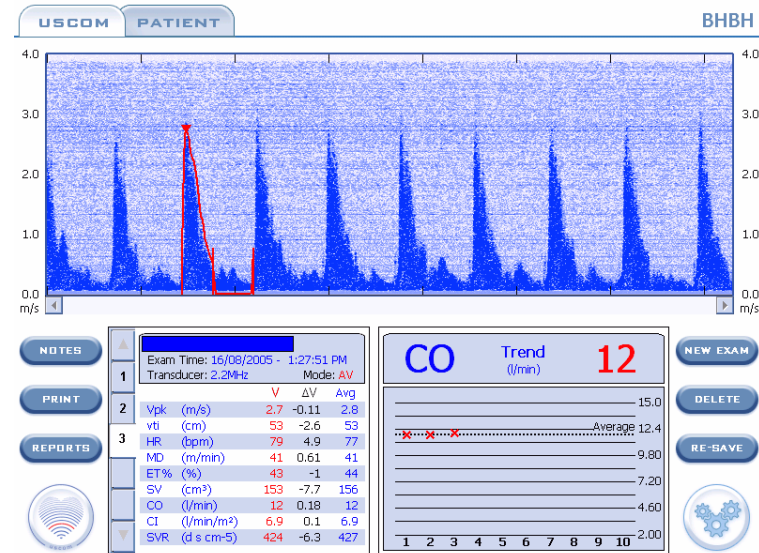 USCOM PATIENT BHBH
4.0 4.0
3.0 3.0
2.0 2.0
1.0 1.0
0.0 0.0
m/s m/s
NOTES
PRINT
REPORTS
1
2
3
Exam Time: 16/08/2005 - 1:27:51 PM
Transducer: 2.2MHz Mode: AV
V ΔV Avg
Vpk (m/s) 2.7 -0.11 2.8
vti (cm) 53 -2.6 53
HR (bpm) 79 4.9 77
MD (m/min) 41 0.61 41
ET% (%) 43 -1 44
SV (cm³) 153 -7.7 156
CO (l/min) 12 0.18 12
CI (l/min/m²) 6.9 0.1 6.9
SVR (d s cm-5) 424 -6.3 427
CO Trend 12
(l/min)
15.0
Average 12.4
9.80
7.20
4.60
2.00
1 2 3 4 5 6 7 8 9 10
NEW EXAM
DELETE
RE-SAVE